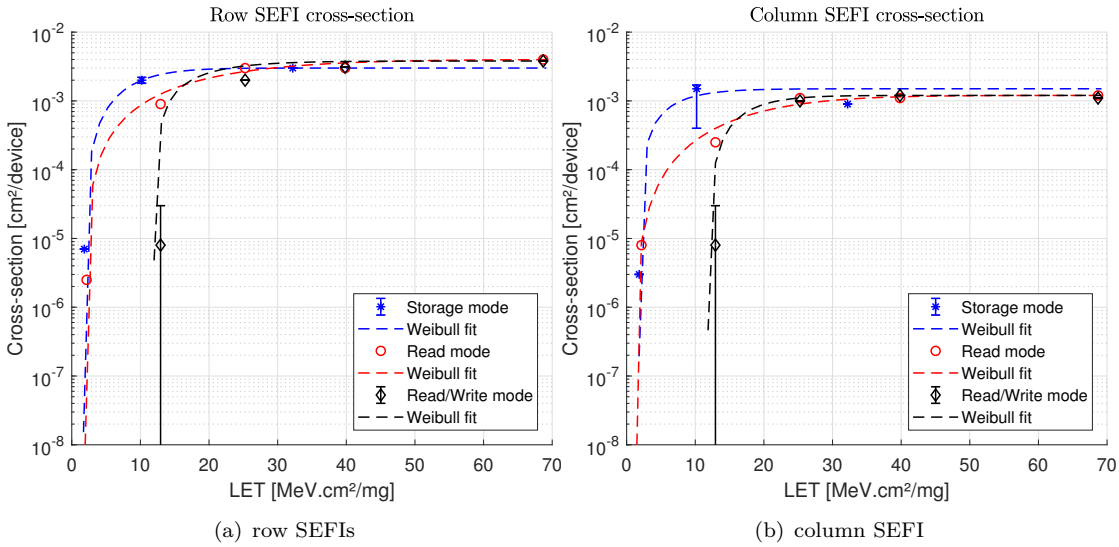 Row SEFI cross-section
Cross-section [cm²/device]
10⁻²
10⁻³
10⁻⁴
10⁻⁵
10⁻⁶
10⁻⁷
10⁻⁸
Storage mode
Weibull fit
Read mode
Weibull fit
Read/Write mode
Weibull fit
0 10 20 30 40 50 60 70
LET [MeV.cm²/mg]
(a) row SEFIs
Column SEFI cross-section
Cross-section [cm²/device]
10⁻²
10⁻³
10⁻⁴
10⁻⁵
10⁻⁶
10⁻⁷
10⁻⁸
Storage mode
Weibull fit
Read mode
Weibull fit
Read/Write mode
Weibull fit
0 10 20 30 40 50 60 70
LET [MeV.cm²/mg]
(b) column SEFI